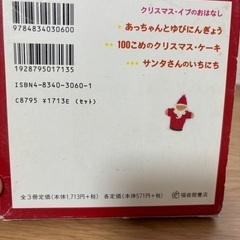 9784834030600
クリスマス・イブのおはなし
あっちゃんとゆびにんぎょう
100こめのクリスマス・ケーキ
サンタさんのいちにち
1928795017135
ISBN4-8340-3060-1
C8795 ¥1713E (セット)
全3冊定価(本体1,713円+税) 各定価(本体571円+税) 福音館書店